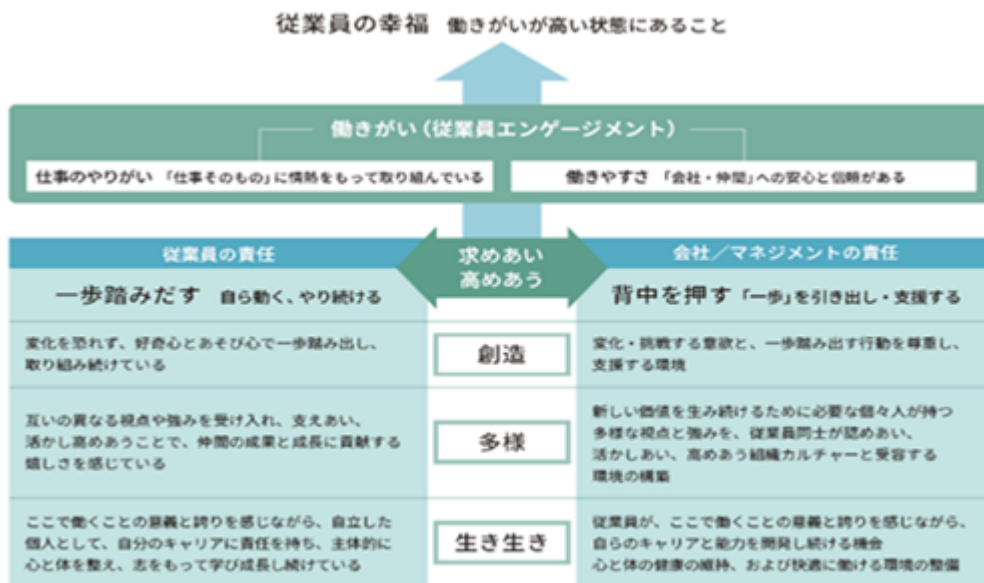 従業員の幸福 働きがいが高い状態にあること
働きがい（従業員エンゲージメント）
仕事のやりがい 「仕事そのもの」に情熱をもって取り組んでいる
働きやすさ 「会社・仲間」への安心と信頼がある
従業員の責任
求めあい
高めあう
会社／マネジメントの責任
一歩踏みだす 自ら動く、やり続ける
背中を押す 「一歩」を引き出し・支援する
変化を恐れず、好奇心とあそび心で一歩踏み出し、
取り組み続けている
創造
変化・挑戦する意欲と、一歩踏み出す行動を尊重し、
支援する環境
互いの異なる視点や強みを受け入れ、支えあい、
活かし高めあうことで、仲間の成果と成長に貢献する
嬉しさを感じている
多様
新しい価値を生み続けるために必要な個々人が持つ
多様な視点と強みを、従業員同士が認めあい、
活かしあい、高めあう組織カルチャーと受容する
環境の構築
ここで働くことの意義と誇りを感じながら、自立した
個人として、自分のキャリアに責任を持ち、主体的に
心と体を整え、志をもって学び成長し続けている
生き生き
従業員が、ここで働くことの意義と誇りを感じながら、
自らのキャリアと能力を開発し続ける機会
心と体の健康の維持、および快適に働ける環境の整備